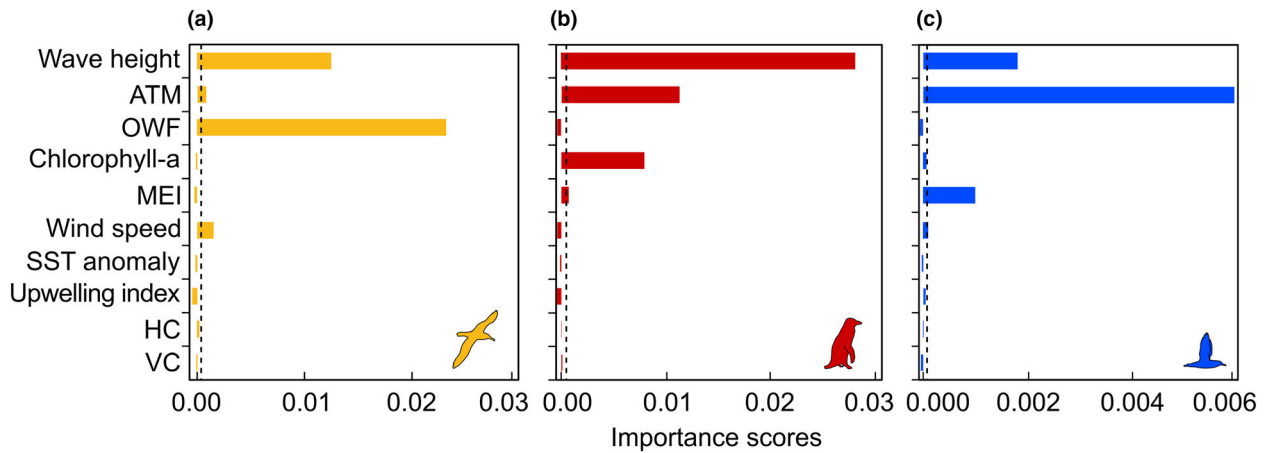 (a) (b) (c)
Wave height
ATM
OWF
Chlorophyll-a
MEI
Wind speed
SST anomaly
Upwelling index
HC
VC
0.00 0.01 0.02 0.03 0.00 0.01 0.02 0.03 0.000 0.002 0.004 0.006
Importance scores